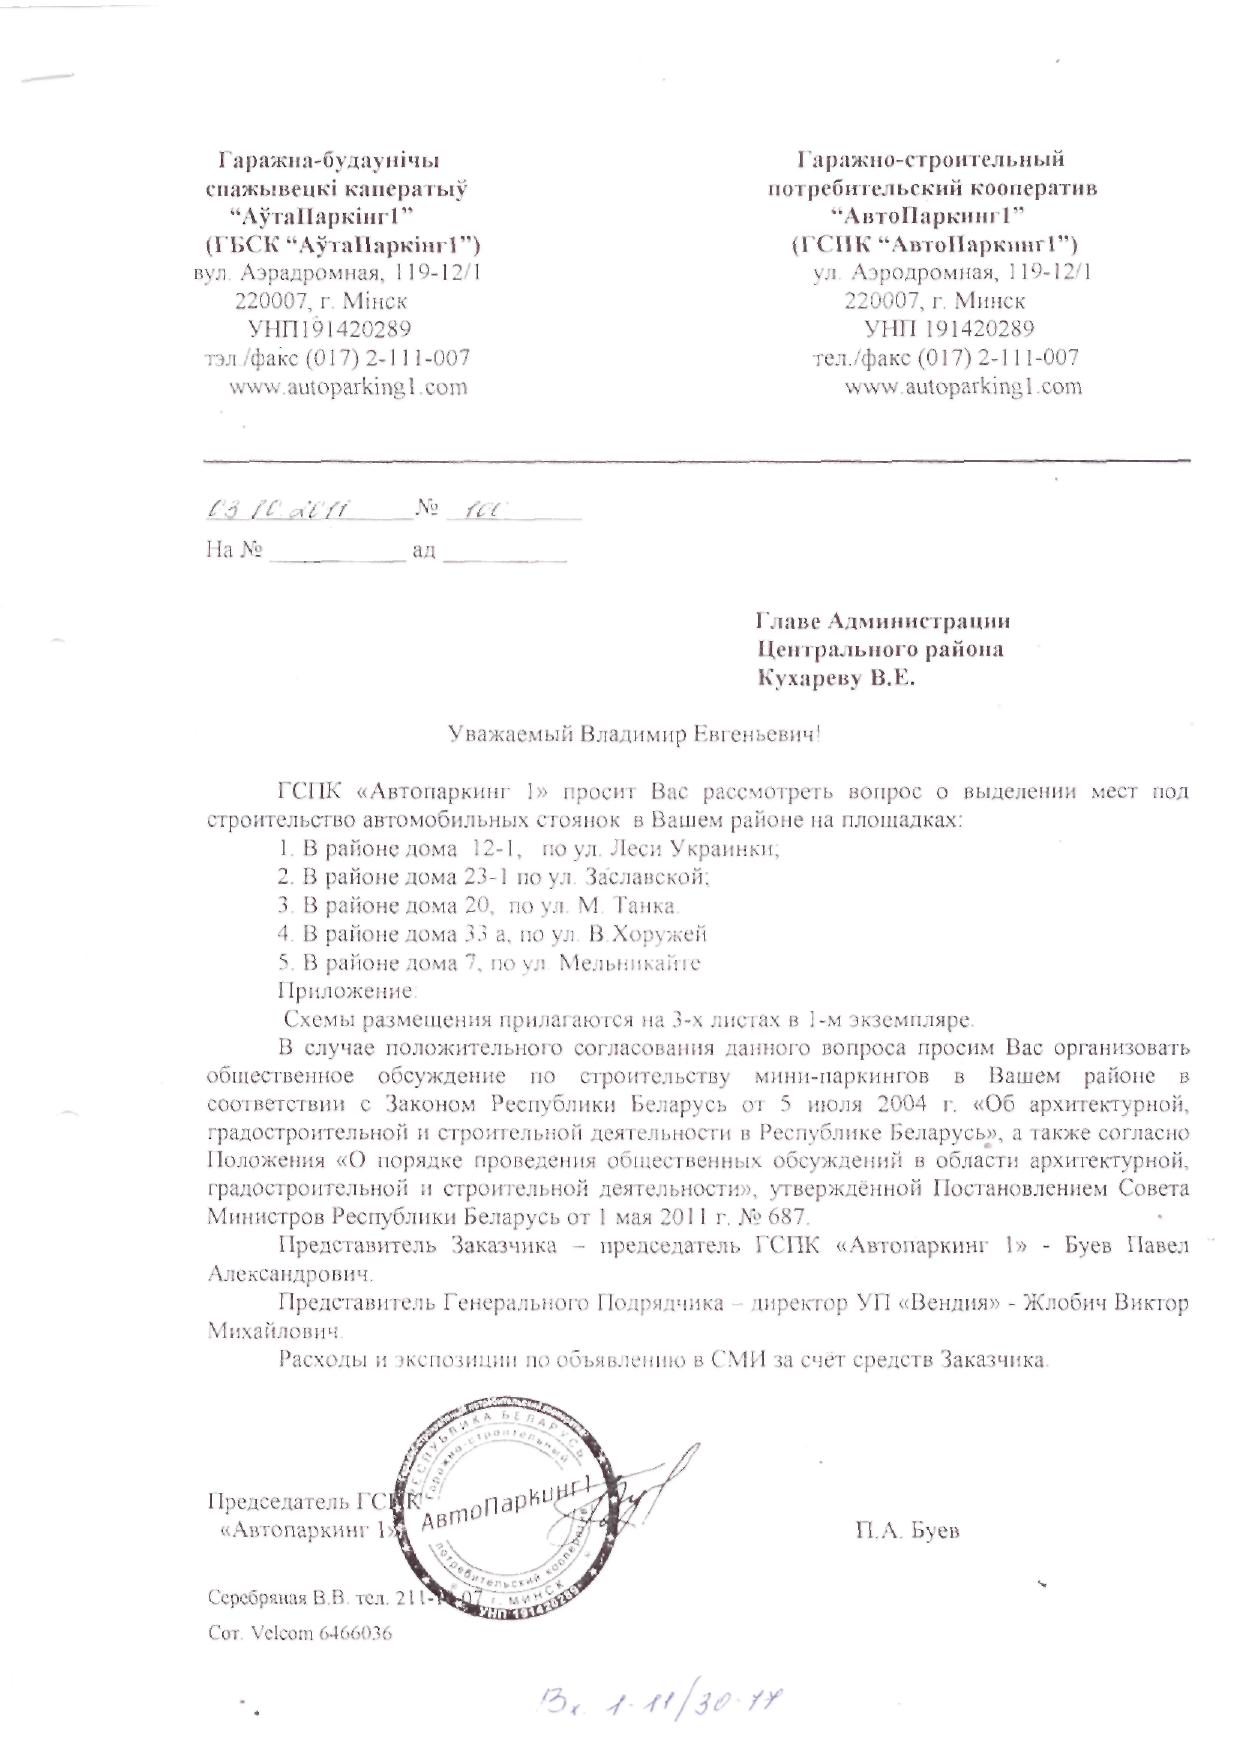 Гаражна-будаунічы
спажывецкі кааператыў
“АўтаПаркінг1”
(ГБСК “АўтаПаркінг1”)
вул. Аэрадромная, 119-12/1
220007, г. Мінск
УНП191420289
тэл./факс (017) 2-111-007
www.autoparking1.com
Гаражно-строительный
потребительский кооператив
“АвтоПаркинг1”
(ГСПК “АвтоПаркинг1”)
ул. Аэродромная, 119-12/1
220007, г. Минск
УНП 191420289
тел./факс (017) 2-111-007
www.autoparking1.com
03 10 2011 № 100
На № ад
Главе Администрации
Центрального района
Кухареву В.Е.
Уважаемый Владимир Евгеньевич!
ГСПК «Автопаркинг 1» просит Вас рассмотреть вопрос о выделении мест под
строительство автомобильных стоянок в Вашем районе на площадках:
1. В районе дома 12-1, по ул. Леси Украинки;
2. В районе дома 23-1 по ул. Заславской;
3. В районе дома 20, по ул. М. Танка.
4. В районе дома 33 а, по ул. В.Хоружей
5. В районе дома 7, по ул. Мельникайте
Приложение:
Схемы размещения прилагаются на 3-х листах в 1-м экземпляре.
В случае положительного согласования данного вопроса просим Вас организовать
общественное обсуждение по строительству мини-паркингов в Вашем районе в
соответствии с Законом Республики Беларусь от 5 июля 2004 г. «Об архитектурной,
градостроительной и строительной деятельности в Республике Беларусь», а также согласно
Положения «О порядке проведения общественных обсуждений в области архитектурной,
градостроительной и строительной деятельности», утверждённой Постановлением Совета
Министров Республики Беларусь от 1 мая 2011 г. № 687.
Представитель Заказчика – председатель ГСПК «Автопаркинг 1» - Буев Павел
Александрович.
Представитель Генерального Подрядчика – директор УП «Вендия» - Жлобич Виктор
Михайлович.
Расходы и экспозиции по объявлению в СМИ за счёт средств Заказчика.
РЕСПУБЛИКА БЕЛАРУСЬ
Гаражно-строительный
АвтоПаркинг1
потребительский кооператив
г. МИНСК
УНП 191420289
Председатель ГСПК
«Автопаркинг 1»
П.А. Буев
Серебряная В.В. тел. 211-10-07
Сот. Velcom 6466036
Вх. 1-11/30-77